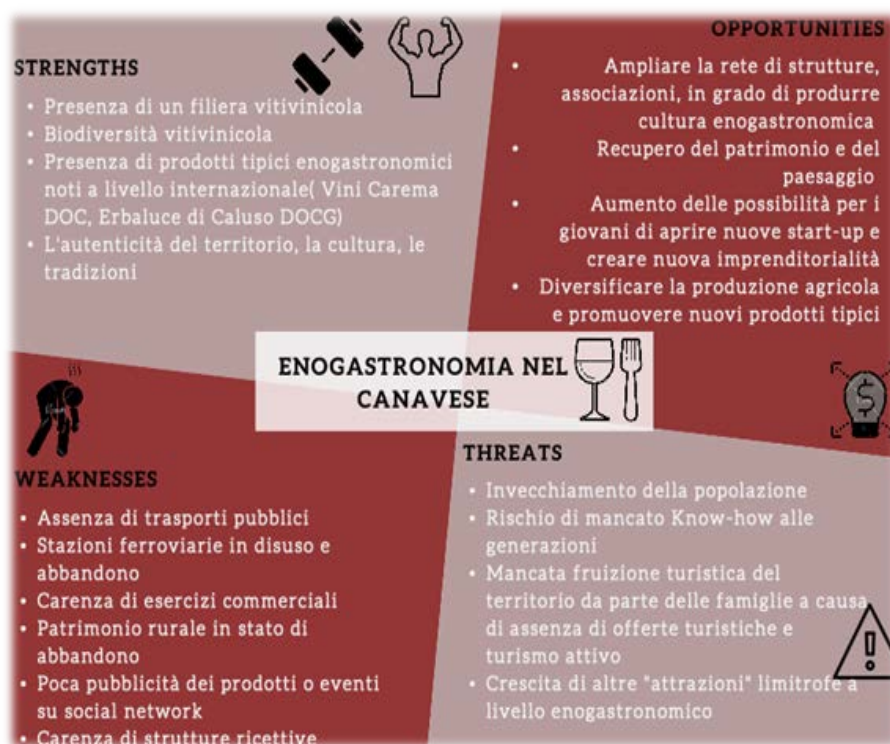 STRENGTHS
• Presenza di un filiera vitivinicola
• Biodiversità vitivinicola
• Presenza di prodotti tipici enogastronomici
noti a livello internazionale( Vini Carema
DOC, Erbaluce di Caluso DOCG)
• L'autenticità del territorio, la cultura, le
tradizioni
OPPORTUNITIES
• Ampliare la rete di strutture,
associazioni, in grado di produrre
cultura enogastronomica
• Recupero del patrimonio e del
paesaggio
• Aumento delle possibilità per i
giovani di aprire nuove start-up e
creare nuova imprenditorialità
• Diversificare la produzione agricola
e promuovere nuovi prodotti tipici
ENOGASTRONOMIA NEL
CANAVESE
WEAKNESSES
• Assenza di trasporti pubblici
• Stazioni ferroviarie in disuso e
abbandono
• Carenza di esercizi commerciali
• Patrimonio rurale in stato di
abbandono
• Poca pubblicità dei prodotti o eventi
su social network
• Carenza di strutture ricettive
THREATS
• Invecchiamento della popolazione
• Rischio di mancato Know-how alle
generazioni
• Mancata fruizione turistica del
territorio da parte delle famiglie a causa
di assenza di offerte turistiche e
turismo attivo
• Crescita di altre "attrazioni" limitrofe a
livello enogastronomico